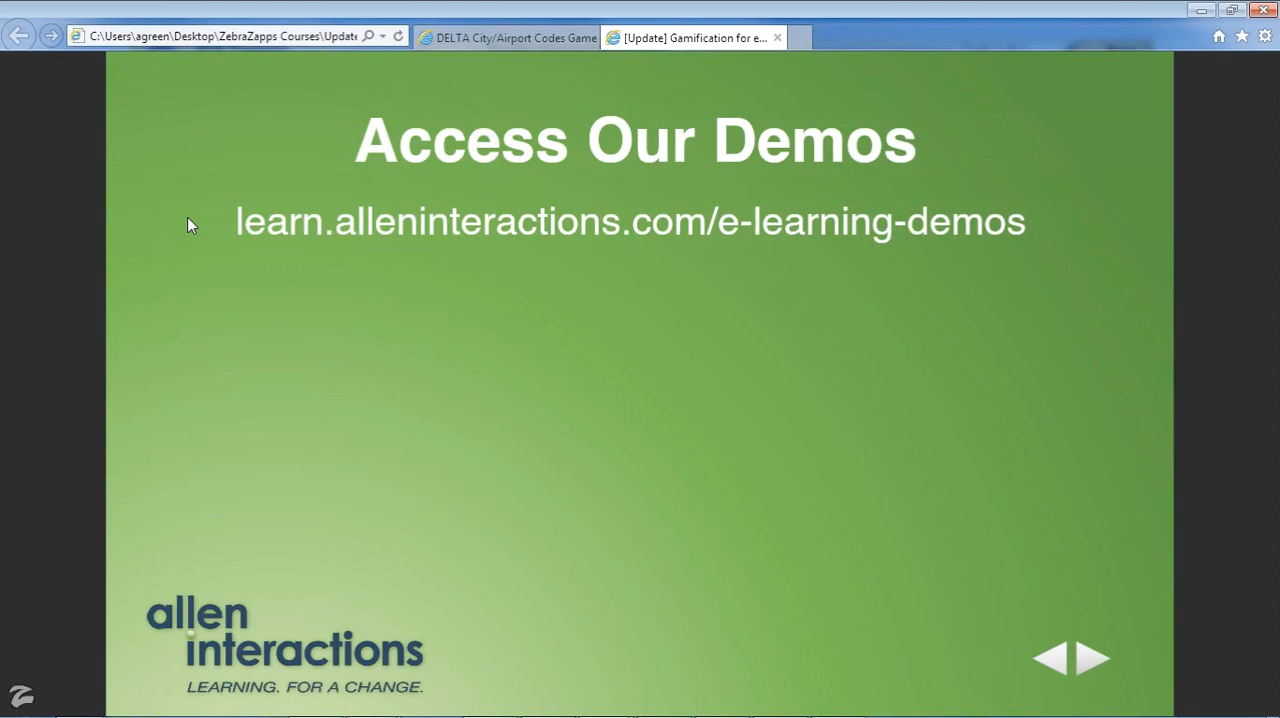 C:\Users\agreen\Desktop\ZebraZapps Courses\Update
DELTA City/Airport Codes Game
[Update] Gamification for e...
Access Our Demos
learn.alleninteractions.com/e-learning-demos
allen
interactions
LEARNING. FOR A CHANGE.